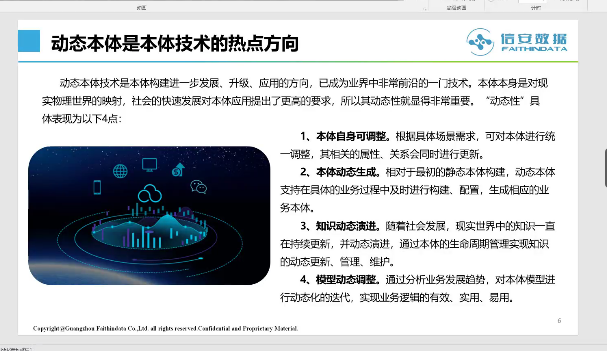 动态本体是本体技术的热点方向
信安数据
FAITHINDATA
动态本体技术是本体构建进一步发展、升级、应用的方向，已成为业界中非常前沿的一门技术。本体本身是对现
实物理世界的映射，社会的快速发展对本体应用提出了更高的要求，所以其动态性就显得非常重要。“动态性”具
体表现为以下4点：
1、本体自身可调整。根据具体场景需求，可对本体进行统
一调整，其相关的属性、关系会同时进行更新。
2、本体动态生成。相对于最初的静态本体构建，动态本体
支持在具体的业务过程中及时进行构建、配置，生成相应的业
务本体。
3、知识动态演进。随着社会发展，现实世界中的知识一直
在持续更新，并动态演进，通过本体的生命周期管理实现知识
的动态更新、管理、维护。
4、模型动态调整。通过分析业务发展趋势，对本体模型进
行动态化的迭代，实现业务逻辑的有效、实用、易用。
6
Copyright@Guangzhou Faithindata Co.,Ltd. all rights reserved.Confidential and Proprietary Material.